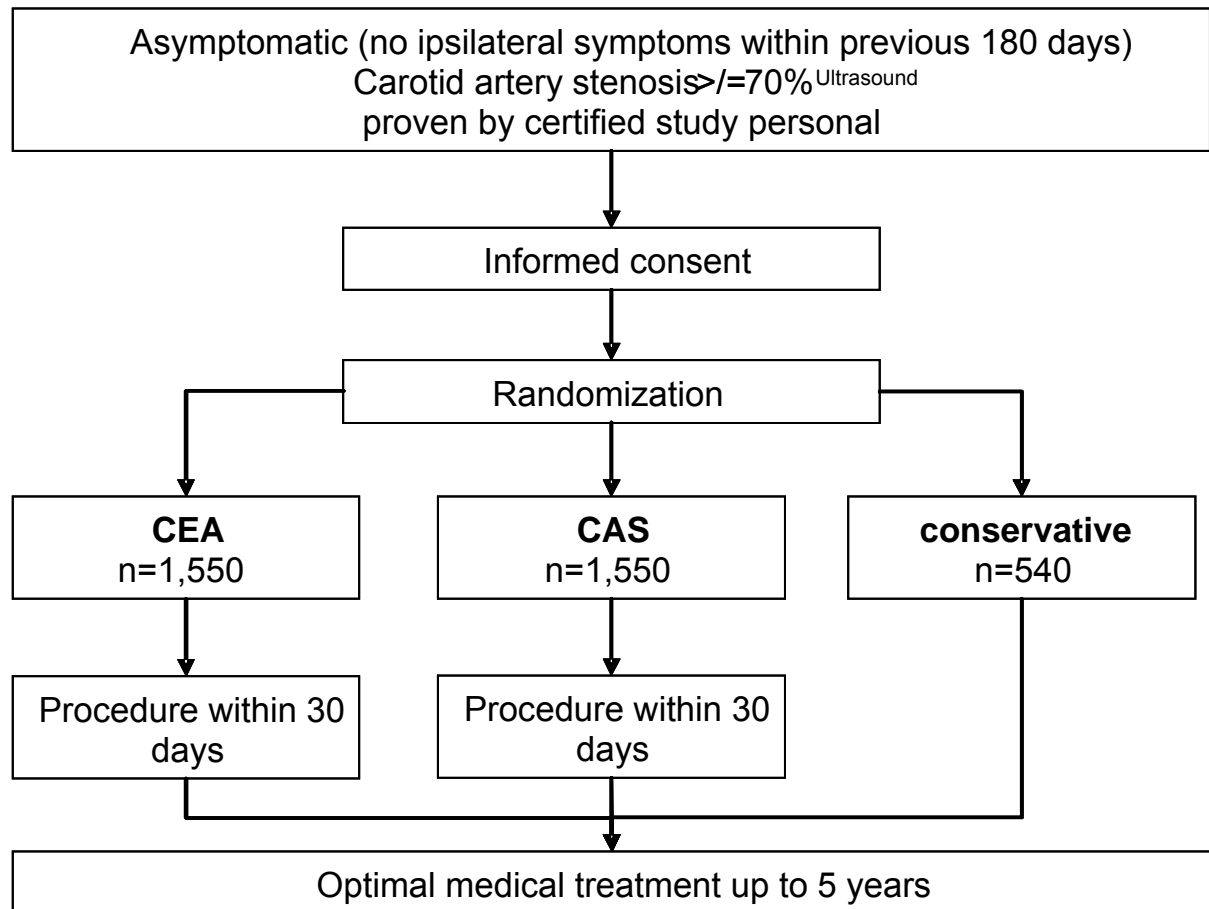 Asymptomatic (no ipsilateral symptoms within previous 180 days)
Carotid artery stenosis>/=70%Ultrasound
proven by certified study personal
Informed consent
Randomization
CEA
n=1,550
CAS
n=1,550
conservative
n=540
Procedure within 30
days
Procedure within 30
days
Optimal medical treatment up to 5 years